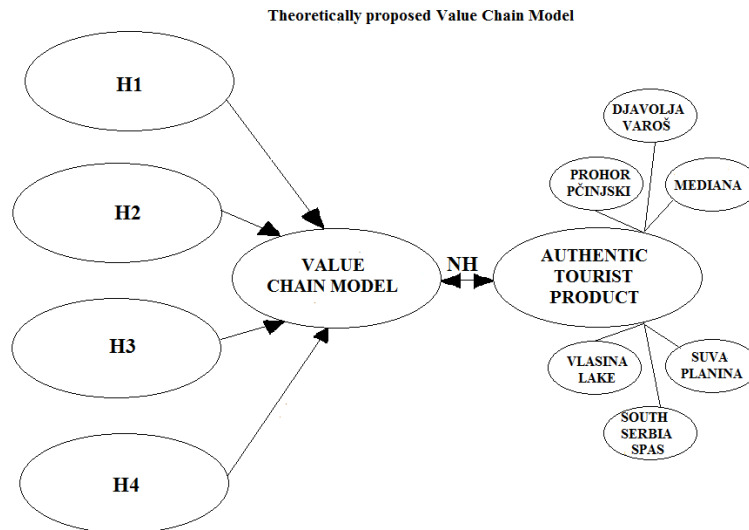 Theoretically proposed Value Chain Model
H1
H2
H3
H4
VALUE
CHAIN MODEL
NH
AUTHENTIC
TOURIST
PRODUCT
DJAVOLJA
VAROŠ
PROHOR
PČINJSKI
MEDIANA
VLASINA
LAKE
SUVA
PLANINA
SOUTH
SERBIA
SPAS